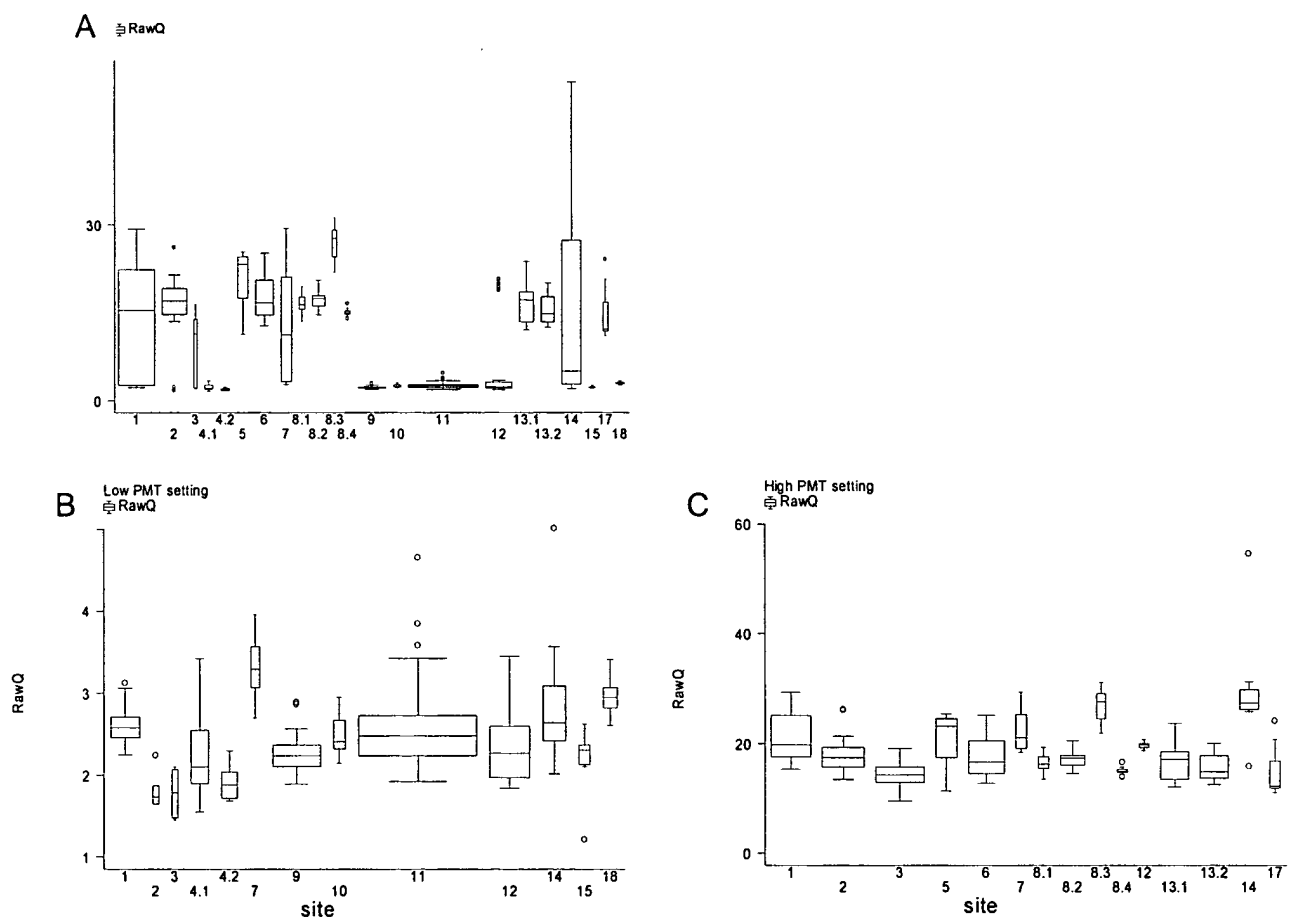 A
RawQ
30
0
1 3 4.2 6 8.1 8.3 9 11 13.1 14 17
2 4.1 5 7 8.2 8.4 10 12 13.2 15 18
B
Low PMT setting
RawQ
RawQ
4
3
2
1
1 3 4.2 9 11 14 18
2 4.1 7 10 12 15
site
C
High PMT setting
RawQ
RawQ
60
40
20
0
1 3 6 8.1 8.3 12 13.2 17
2 5 7 8.2 8.4 13.1 14
site